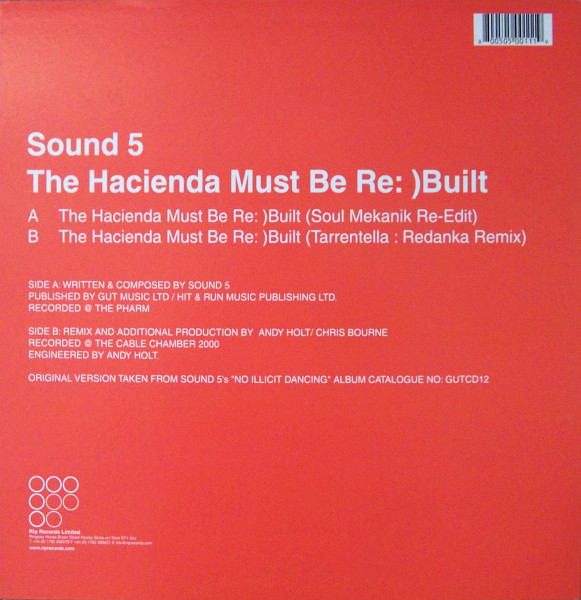 Sound 5
The Hacienda Must Be Re: )Built
A The Hacienda Must Be Re: )Built (Soul Mekanik Re-Edit)
B The Hacienda Must Be Re: )Built (Tarrentella : Redanka Remix)
SIDE A: WRITTEN & COMPOSED BY SOUND 5
PUBLISHED BY GUT MUSIC LTD / HIT & RUN MUSIC PUBLISHING LTD.
RECORDED @ THE PHARM
SIDE B: REMIX AND ADDITIONAL PRODUCTION BY ANDY HOLT/ CHRIS BOURNE
RECORDED @ THE CABLE CHAMBER 2000
ENGINEERED BY ANDY HOLT.
ORIGINAL VERSION TAKEN FROM SOUND 5's "NO ILLICIT DANCING" ALBUM CATALOGUE NO: GUTCD12
Rip Records Limited
www.riprecords.com